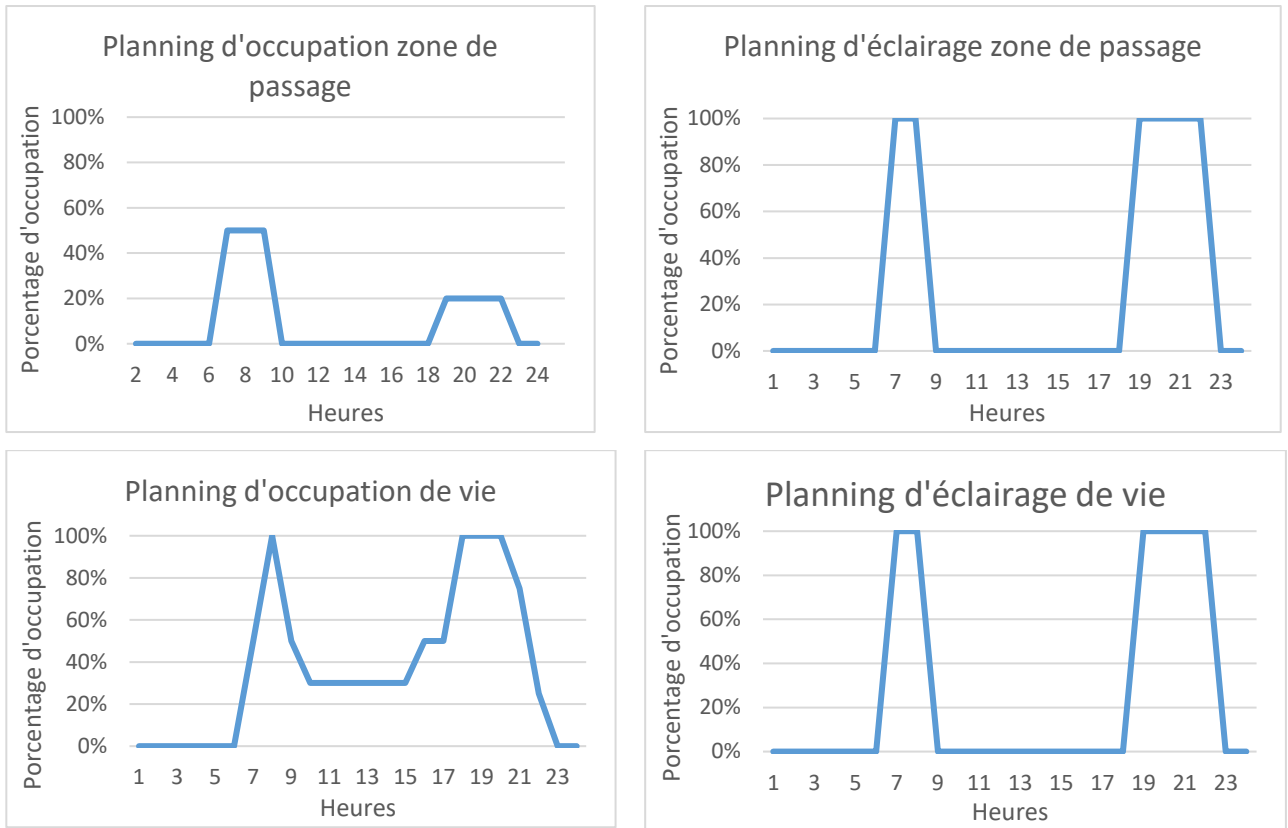 Planning d'occupation zone de
passage
Porcentage d'occupation
100%
80%
60%
40%
20%
0%
2 4 6 8 10 12 14 16 18 20 22 24
Heures
Planning d'éclairage zone de passage
Porcentage d'occupation
100%
80%
60%
40%
20%
0%
1 3 5 7 9 11 13 15 17 19 21 23
Heures
Planning d'occupation de vie
Porcentage d'occupation
100%
80%
60%
40%
20%
0%
1 3 5 7 9 11 13 15 17 19 21 23
Heures
Planning d'éclairage de vie
Porcentage d'occupation
100%
80%
60%
40%
20%
0%
1 3 5 7 9 11 13 15 17 19 21 23
Heures